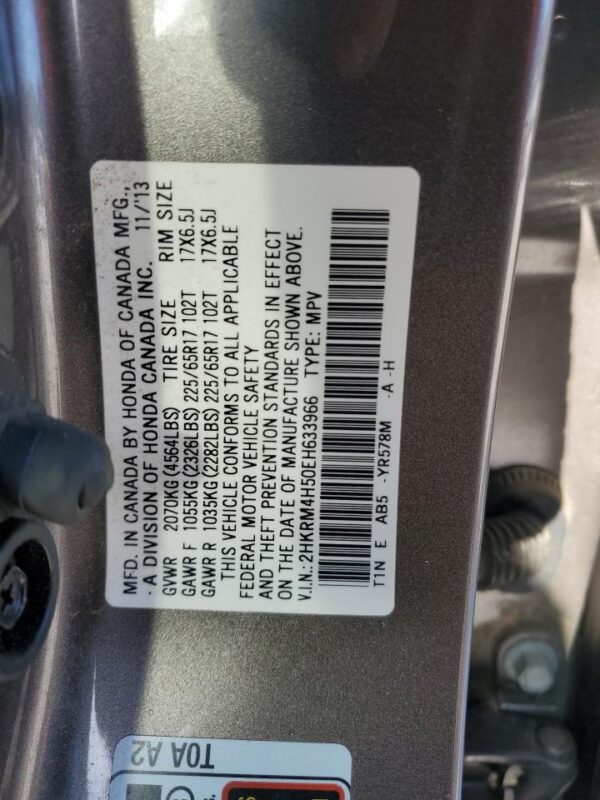 MFD. IN CANADA BY HONDA OF CANADA MFG.,
A DIVISION OF HONDA CANADA INC. 11/'13
GVWR 2070KG(4564LBS) TIRE SIZE RIM SIZE
GAWR F 1055KG(2326LBS) 225/65R17 102T 17X6.5J
GAWR R 1035KG(2282LBS) 225/65R17 102T 17X6.5J
THIS VEHICLE CONFORMS TO ALL APPLICABLE
FEDERAL MOTOR VEHICLE SAFETY
AND THEFT PREVENTION STANDARDS IN EFFECT
ON THE DATE OF MANUFACTURE SHOWN ABOVE.
V.I.N.: 2HKRM4H50EH633966 TYPE: MPV
T1N E AB5 -YR578M -A -H
T0A A2